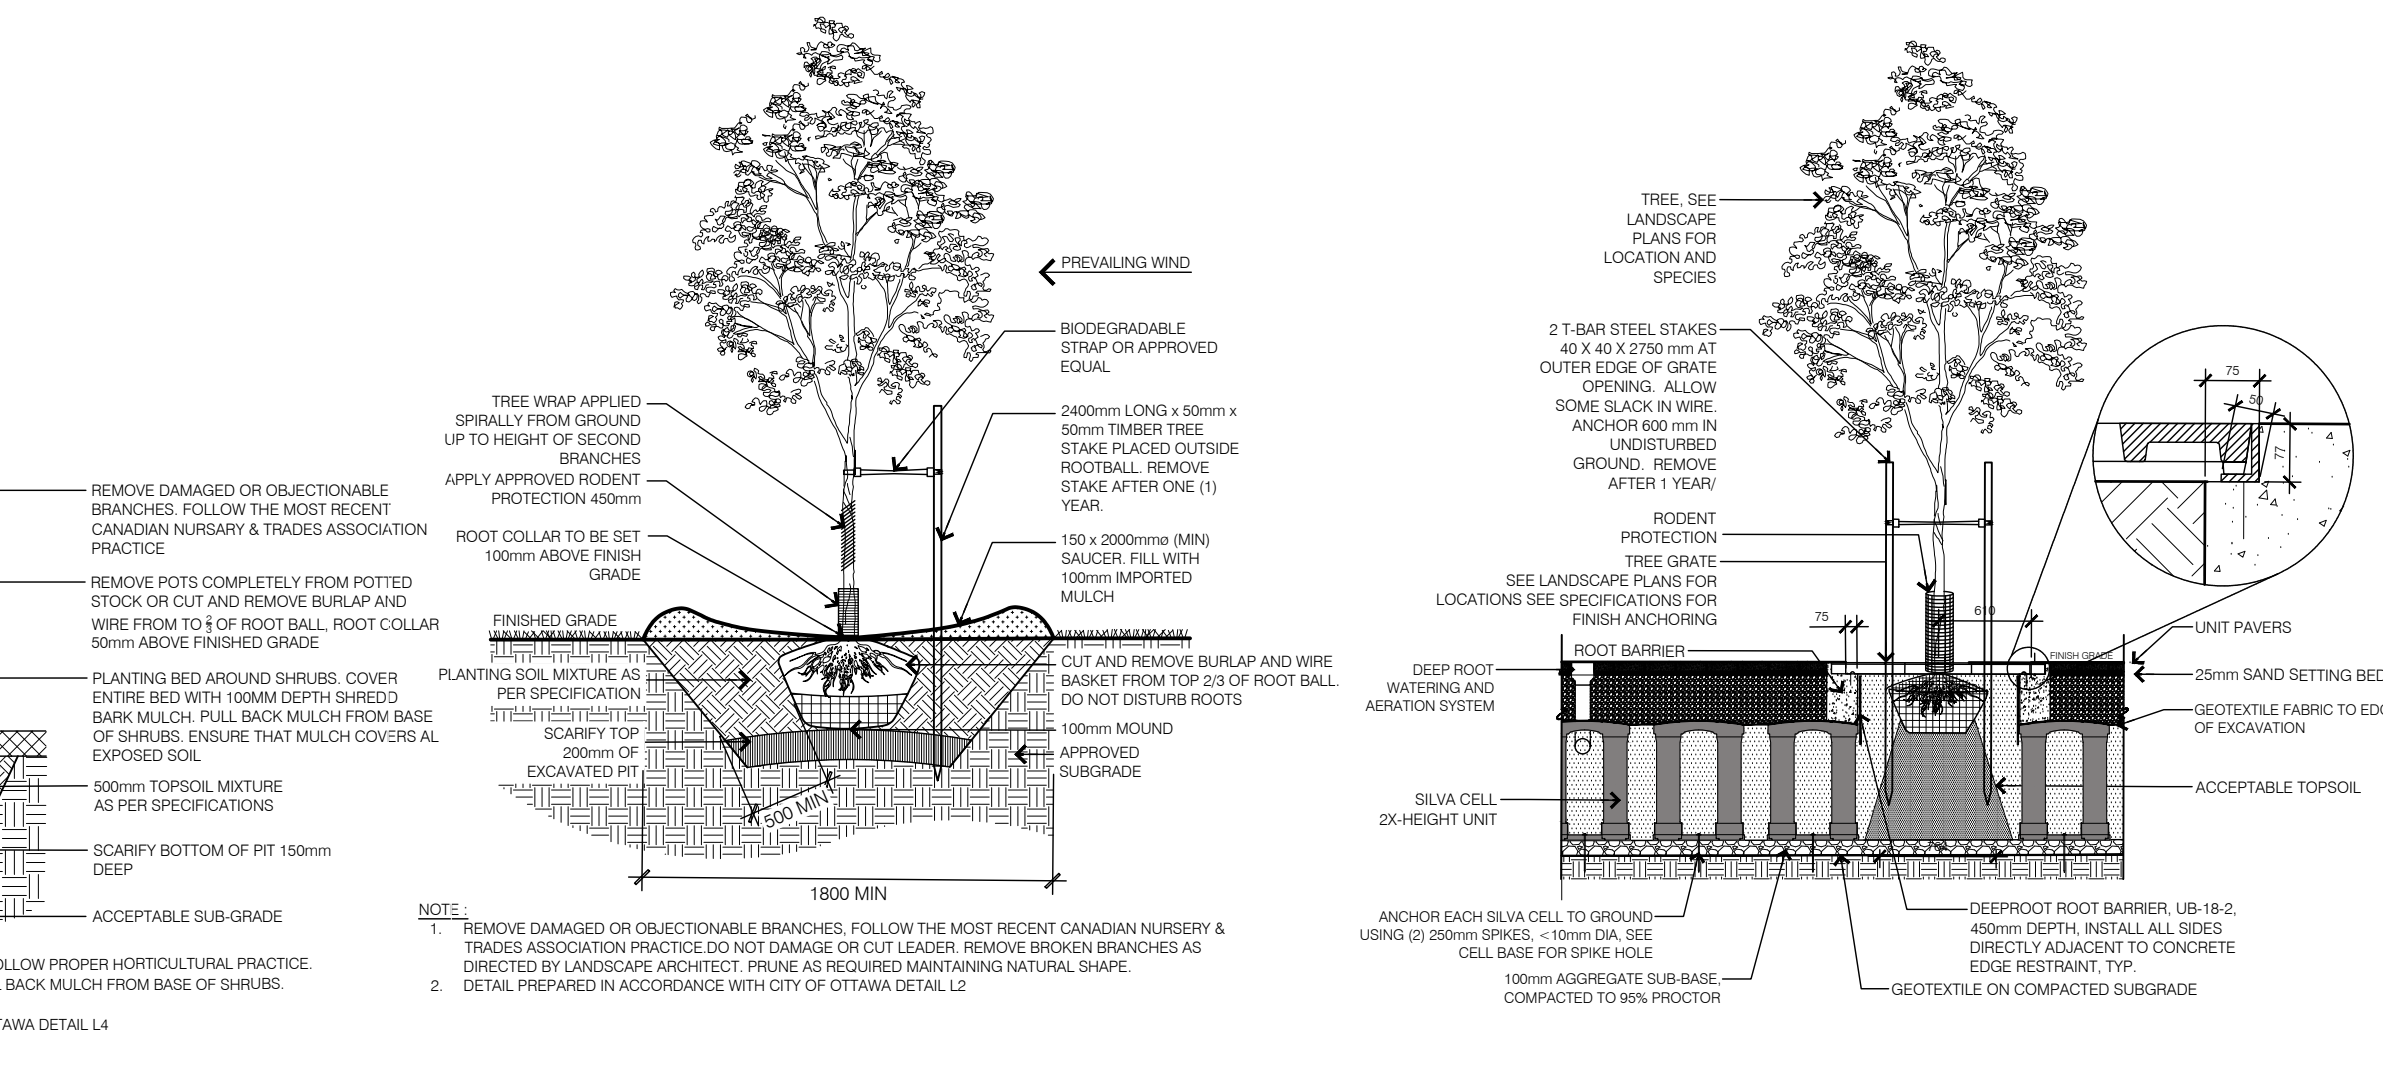 REMOVE DAMAGED OR OBJECTIONABLE
BRANCHES. FOLLOW THE MOST RECENT
CANADIAN NURSARY & TRADES ASSOCIATION
PRACTICE
REMOVE POTS COMPLETELY FROM POTTED
STOCK OR CUT AND REMOVE BURLAP AND
WIRE FROM TO 2/3 OF ROOT BALL, ROOT COLLAR
50mm ABOVE FINISHED GRADE
PLANTING BED AROUND SHRUBS. COVER
ENTIRE BED WITH 100MM DEPTH SHREDD
BARK MULCH. PULL BACK MULCH FROM BASE
OF SHRUBS. ENSURE THAT MULCH COVERS AL
EXPOSED SOIL
500mm TOPSOIL MIXTURE
AS PER SPECIFICATIONS
SCARIFY BOTTOM OF PIT 150mm
DEEP
ACCEPTABLE SUB-GRADE
OLLOW PROPER HORTICULTURAL PRACTICE.
BACK MULCH FROM BASE OF SHRUBS.
TAWA DETAIL L4
TREE WRAP APPLIED
SPIRALLY FROM GROUND
UP TO HEIGHT OF SECOND
BRANCHES
APPLY APPROVED RODENT
PROTECTION 450mm
ROOT COLLAR TO BE SET
100mm ABOVE FINISH
GRADE
FINISHED GRADE
PLANTING SOIL MIXTURE AS
PER SPECIFICATION
SCARIFY TOP
200mm OF
EXCAVATED PIT
500 MIN
1800 MIN
PREVAILING WIND
BIODEGRADABLE
STRAP OR APPROVED
EQUAL
2400mm LONG x 50mm x
50mm TIMBER TREE
STAKE PLACED OUTSIDE
ROOTBALL. REMOVE
STAKE AFTER ONE (1)
YEAR.
150 x 2000mmø (MIN)
SAUCER. FILL WITH
100mm IMPORTED
MULCH
CUT AND REMOVE BURLAP AND WIRE
BASKET FROM TOP 2/3 OF ROOT BALL.
DO NOT DISTURB ROOTS
100mm MOUND
APPROVED
SUBGRADE
NOTE :
1. REMOVE DAMAGED OR OBJECTIONABLE BRANCHES, FOLLOW THE MOST RECENT CANADIAN NURSERY &
TRADES ASSOCIATION PRACTICE.DO NOT DAMAGE OR CUT LEADER. REMOVE BROKEN BRANCHES AS
DIRECTED BY LANDSCAPE ARCHITECT. PRUNE AS REQUIRED MAINTAINING NATURAL SHAPE.
2. DETAIL PREPARED IN ACCORDANCE WITH CITY OF OTTAWA DETAIL L2
TREE, SEE
LANDSCAPE
PLANS FOR
LOCATION AND
SPECIES
2 T-BAR STEEL STAKES
40 X 40 X 2750 mm AT
OUTER EDGE OF GRATE
OPENING. ALLOW
SOME SLACK IN WIRE.
ANCHOR 600 mm IN
UNDISTURBED
GROUND. REMOVE
AFTER 1 YEAR/
RODENT
PROTECTION
TREE GRATE
SEE LANDSCAPE PLANS FOR
LOCATIONS SEE SPECIFICATIONS FOR
FINISH ANCHORING
75
610
ROOT BARRIER
DEEP ROOT
WATERING AND
AERATION SYSTEM
SILVA CELL
2X-HEIGHT UNIT
ANCHOR EACH SILVA CELL TO GROUND
USING (2) 250mm SPIKES, <10mm DIA, SEE
CELL BASE FOR SPIKE HOLE
100mm AGGREGATE SUB-BASE,
COMPACTED TO 95% PROCTOR
75
50
77
FINISH GRADE
UNIT PAVERS
25mm SAND SETTING BED
GEOTEXTILE FABRIC TO EDG
OF EXCAVATION
ACCEPTABLE TOPSOIL
DEEPROOT ROOT BARRIER, UB-18-2,
450mm DEPTH, INSTALL ALL SIDES
DIRECTLY ADJACENT TO CONCRETE
EDGE RESTRAINT, TYP.
GEOTEXTILE ON COMPACTED SUBGRADE